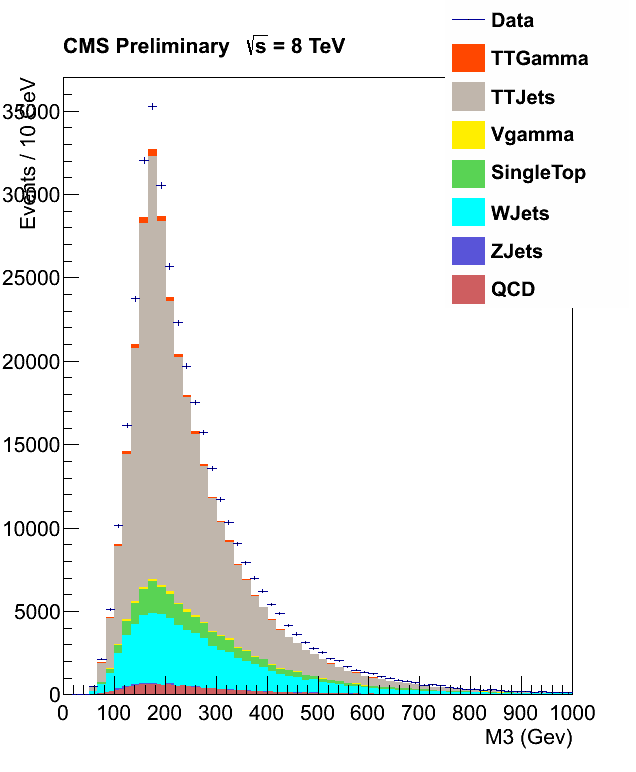 Data
CMS Preliminary √s = 8 TeV
TTGamma
TTJets
Vgamma
SingleTop
WJets
ZJets
QCD
Events / 10 GeV
35000
30000
25000
20000
15000
10000
5000
0
0 100 200 300 400 500 600 700 800 900 1000
M3 (Gev)